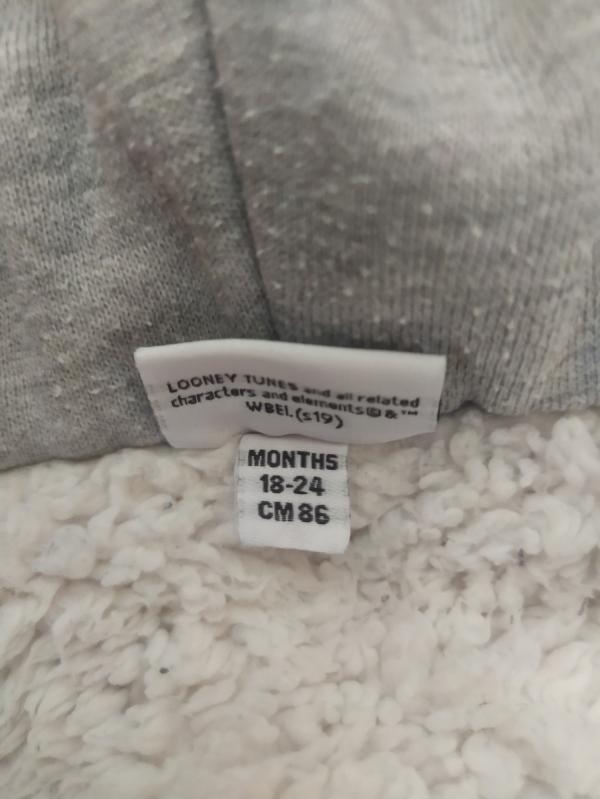 LOONEY TUNES and all related
characters and elements © & ™
WBEI. (s19)
MONTHS
18-24
CM 86